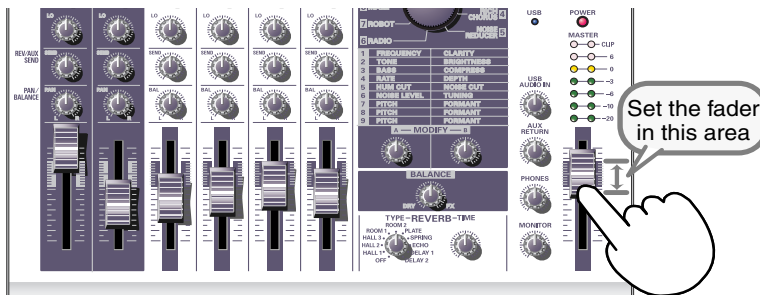 CHORUS 4
7 ROBOT
NOISE
REDUCER 5
6 RADIO
USB
POWER
MASTER
CLIP
6
0
-3
-6
-10
-20
LO LO LO LO LO LO
REV/AUX
SEND
SEND SEND SEND SEND SEND SEND
PAN/
BALANCE
PAN PAN BAL BAL BAL BAL
L R L R L R L R L R L R
1 FREQUENCY CLARITY
2 TONE BRIGHTNESS
3 BASS COMPRESS
4 RATE DEPTH
5 HUM CUT NOISE CUT
6 NOISE LEVEL TUNING
7 PITCH FORMANT
8 PITCH FORMANT
9 PITCH FORMANT
A — MODIFY — B
BALANCE
DRY FX
TYPE-REVERB-TIME
ROOM 2
ROOM 1 PLATE
HALL 3 SPRING
HALL 2 ECHO
HALL 1 DELAY 1
OFF DELAY 2
USB
AUDIO IN
AUX
RETURN
PHONES
MONITOR
Set the fader
in this area